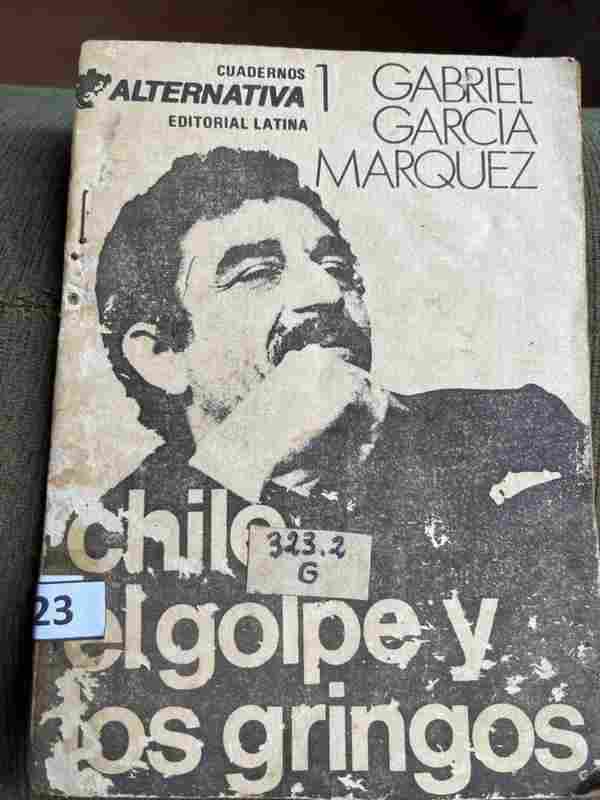 CUADERNOS
ALTERNATIVA 1
EDITORIAL LATINA
GABRIEL
GARCIA
MARQUEZ
chile
323.2
G
23
el golpe y
los gringos